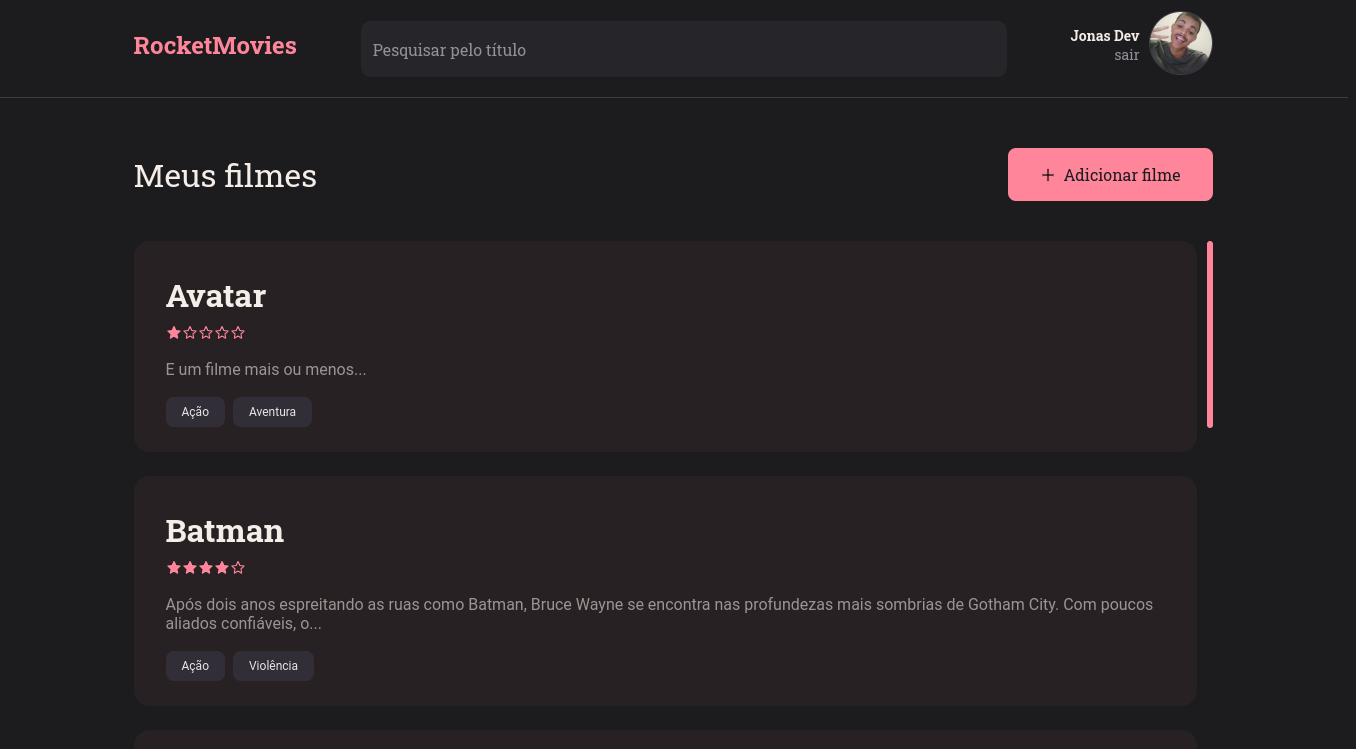 RocketMovies
Pesquisar pelo título
Jonas Dev
sair
Meus filmes
+ Adicionar filme
Avatar
E um filme mais ou menos...
Ação Aventura
Batman
Após dois anos espreitando as ruas como Batman, Bruce Wayne se encontra nas profundezas mais sombrias de Gotham City. Com poucos
aliados confiáveis, o...
Ação Violência